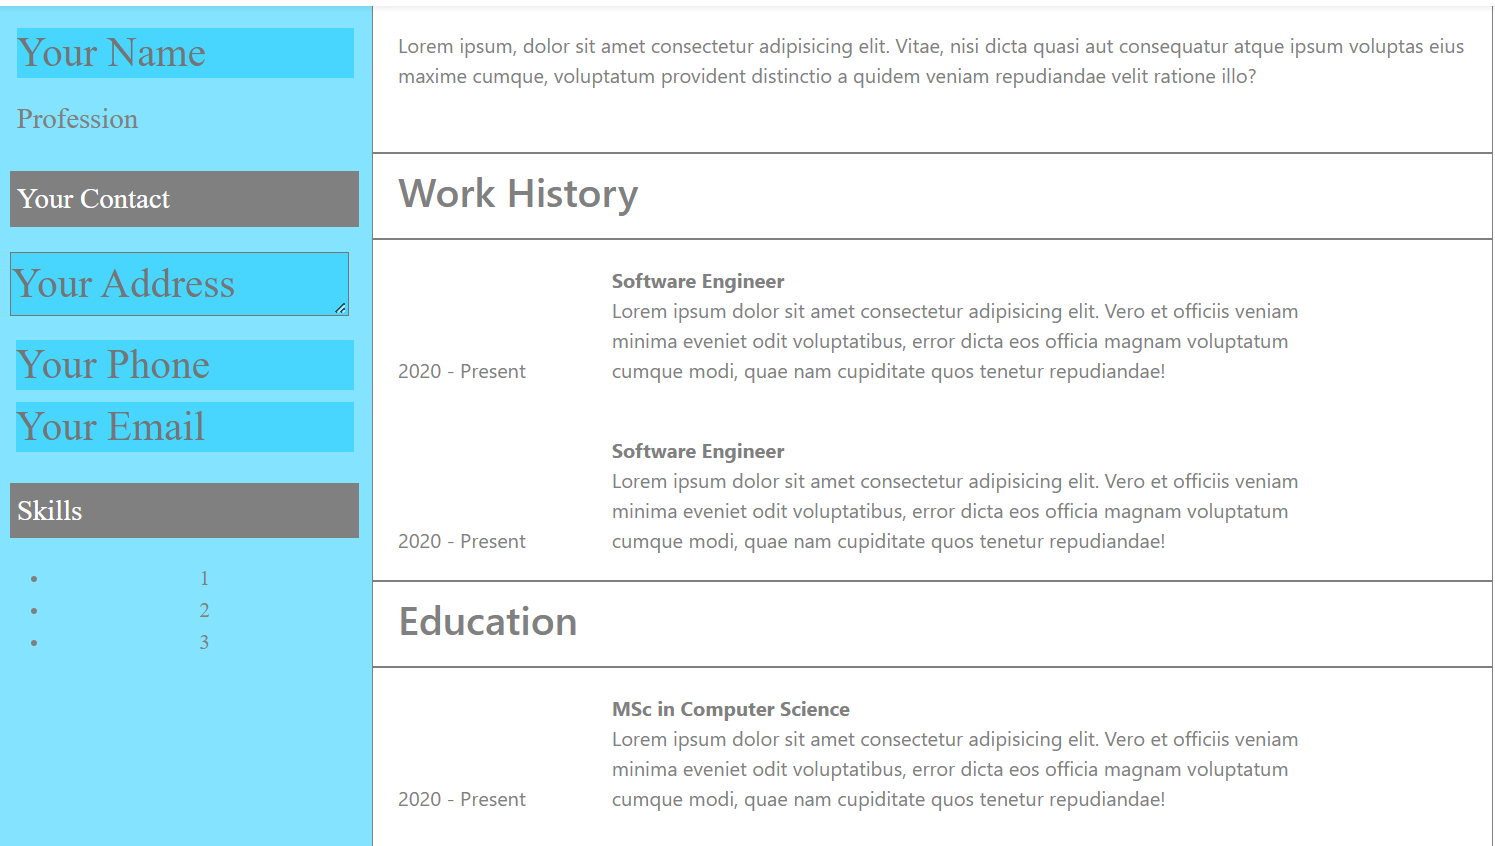 Your Name
Profession
Your Contact
Your Address
Your Phone
Your Email
Skills
• 1
• 2
• 3
Lorem ipsum, dolor sit amet consectetur adipisicing elit. Vitae, nisi dicta quasi aut consequatur atque ipsum voluptas eius
maxime cumque, voluptatum provident distinctio a quidem veniam repudiandae velit ratione illo?
Work History
Software Engineer
Lorem ipsum dolor sit amet consectetur adipisicing elit. Vero et officiis veniam
minima eveniet odit voluptatibus, error dicta eos officia magnam voluptatum
2020 - Present cumque modi, quae nam cupiditate quos tenetur repudiandae!
Software Engineer
Lorem ipsum dolor sit amet consectetur adipisicing elit. Vero et officiis veniam
minima eveniet odit voluptatibus, error dicta eos officia magnam voluptatum
2020 - Present cumque modi, quae nam cupiditate quos tenetur repudiandae!
Education
MSc in Computer Science
Lorem ipsum dolor sit amet consectetur adipisicing elit. Vero et officiis veniam
minima eveniet odit voluptatibus, error dicta eos officia magnam voluptatum
2020 - Present cumque modi, quae nam cupiditate quos tenetur repudiandae!